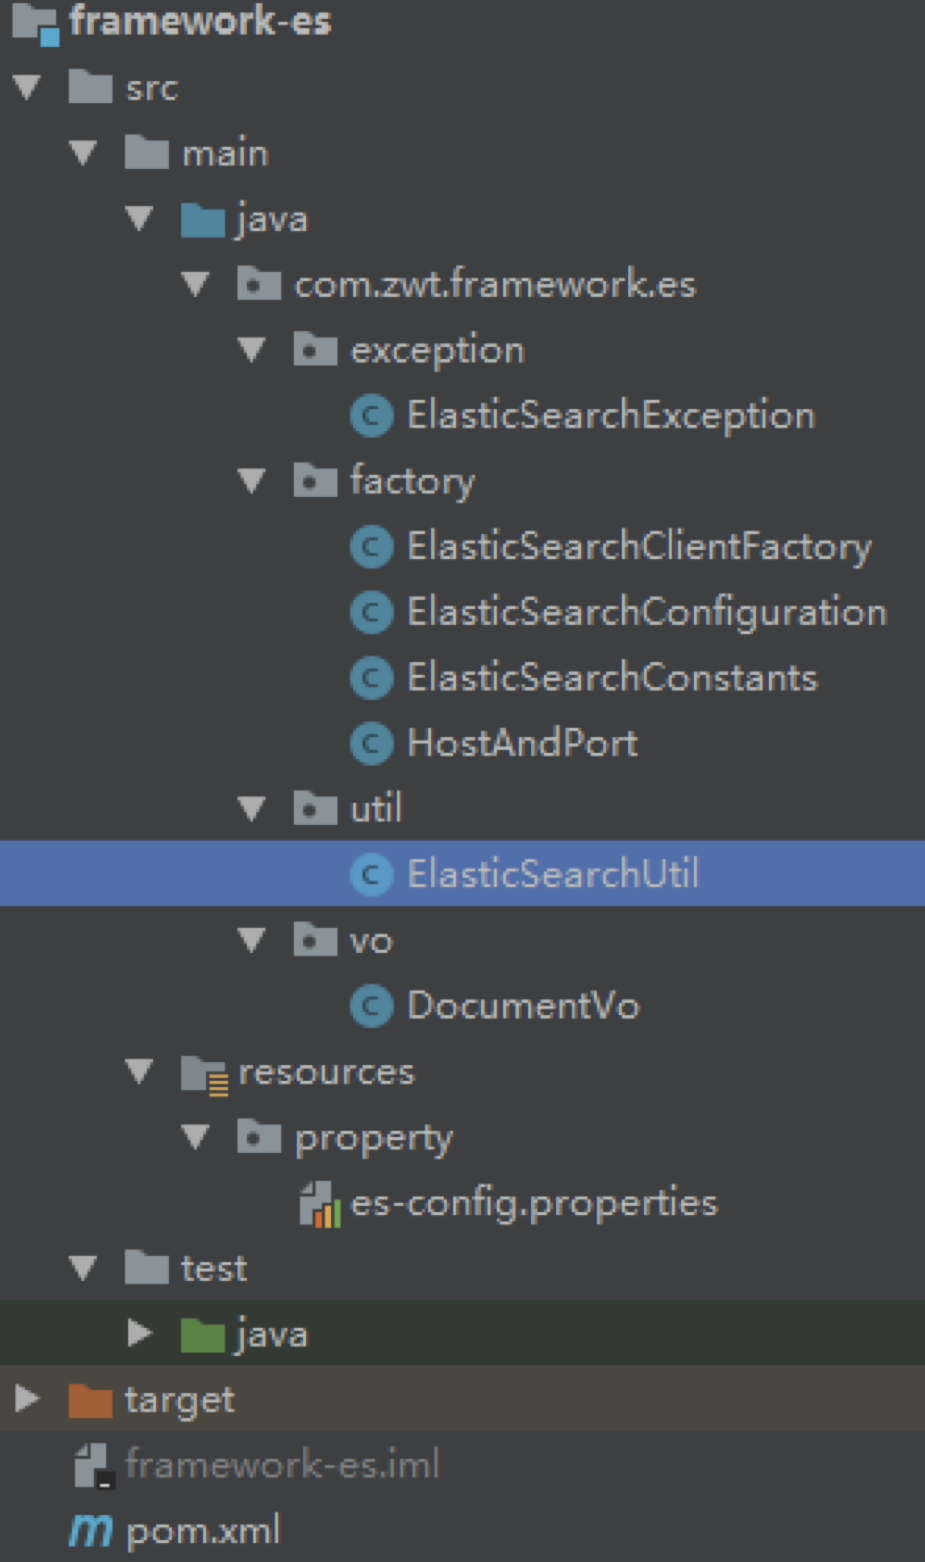 framework-es
src
main
java
com.zwt.framework.es
exception
ElasticSearchException
factory
ElasticSearchClientFactory
ElasticSearchConfiguration
ElasticSearchConstants
HostAndPort
util
ElasticSearchUtil
vo
DocumentVo
resources
property
es-config.properties
test
java
target
framework-es.iml
pom.xml